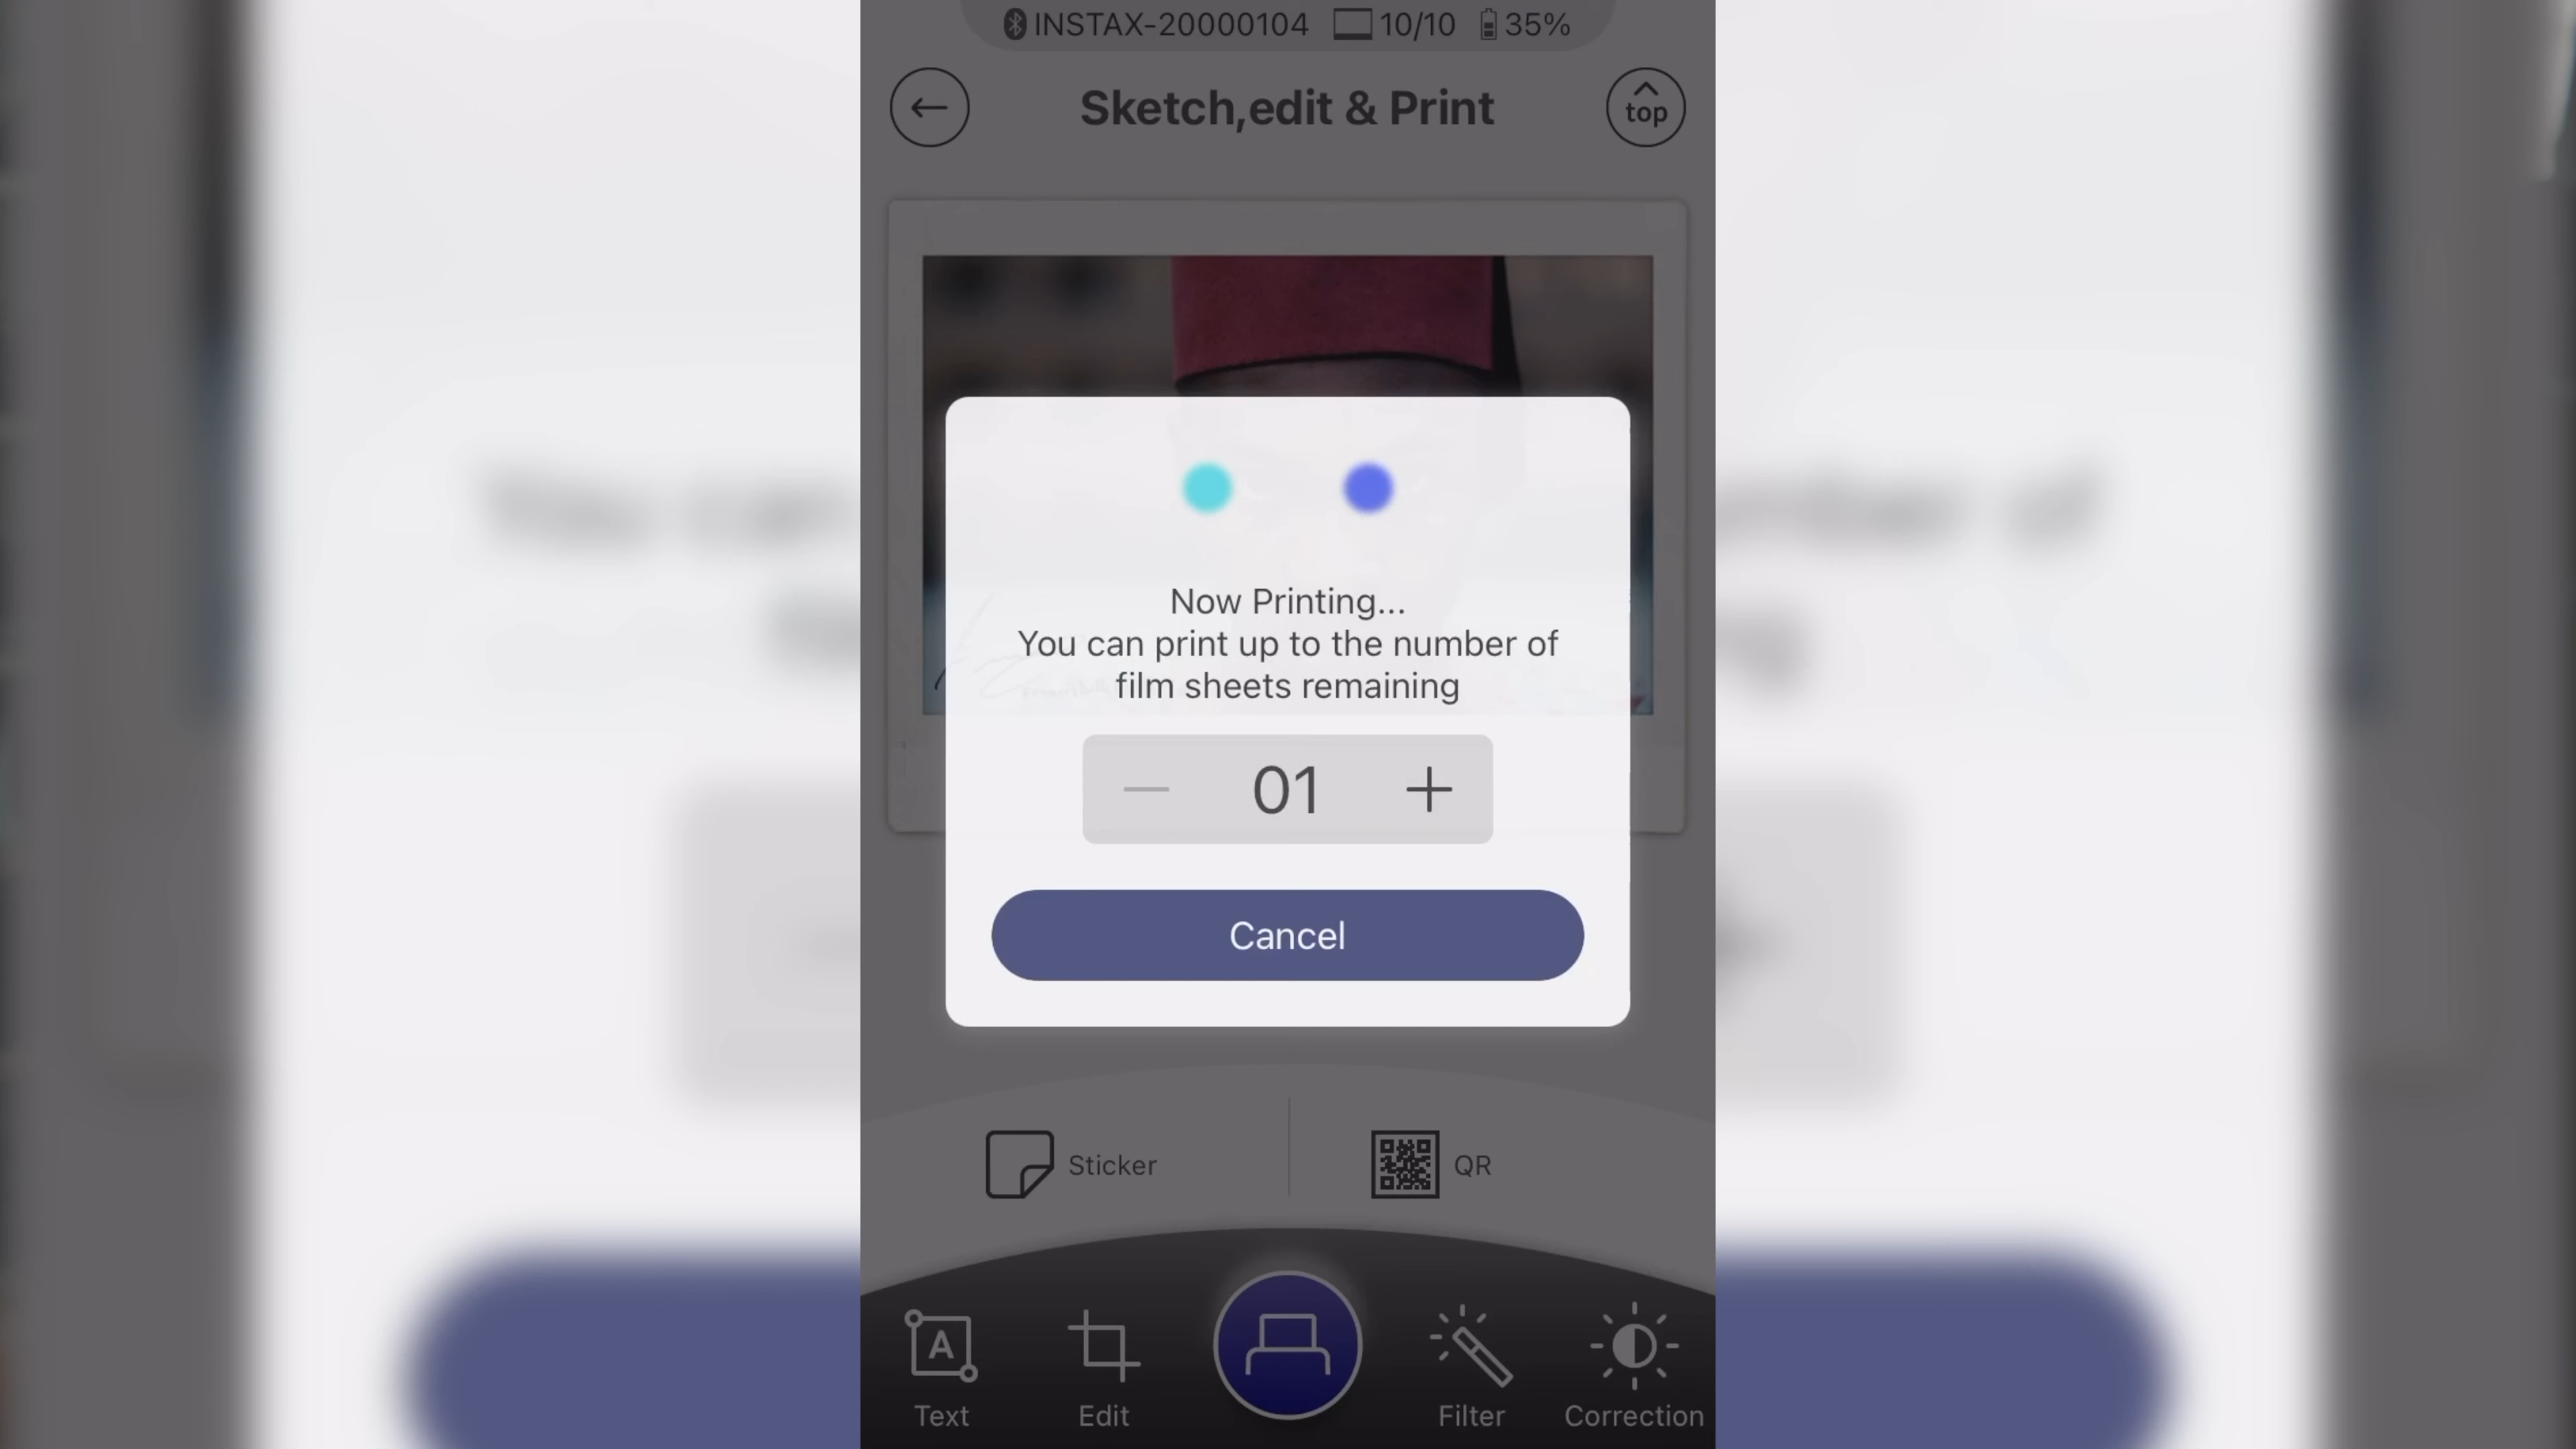 INSTAX-20000104 10/10 35%
Sketch,edit & Print
top
Now Printing...
You can print up to the number of
film sheets remaining
01
Cancel
Sticker
QR
A
Text
Edit
Filter
Correction